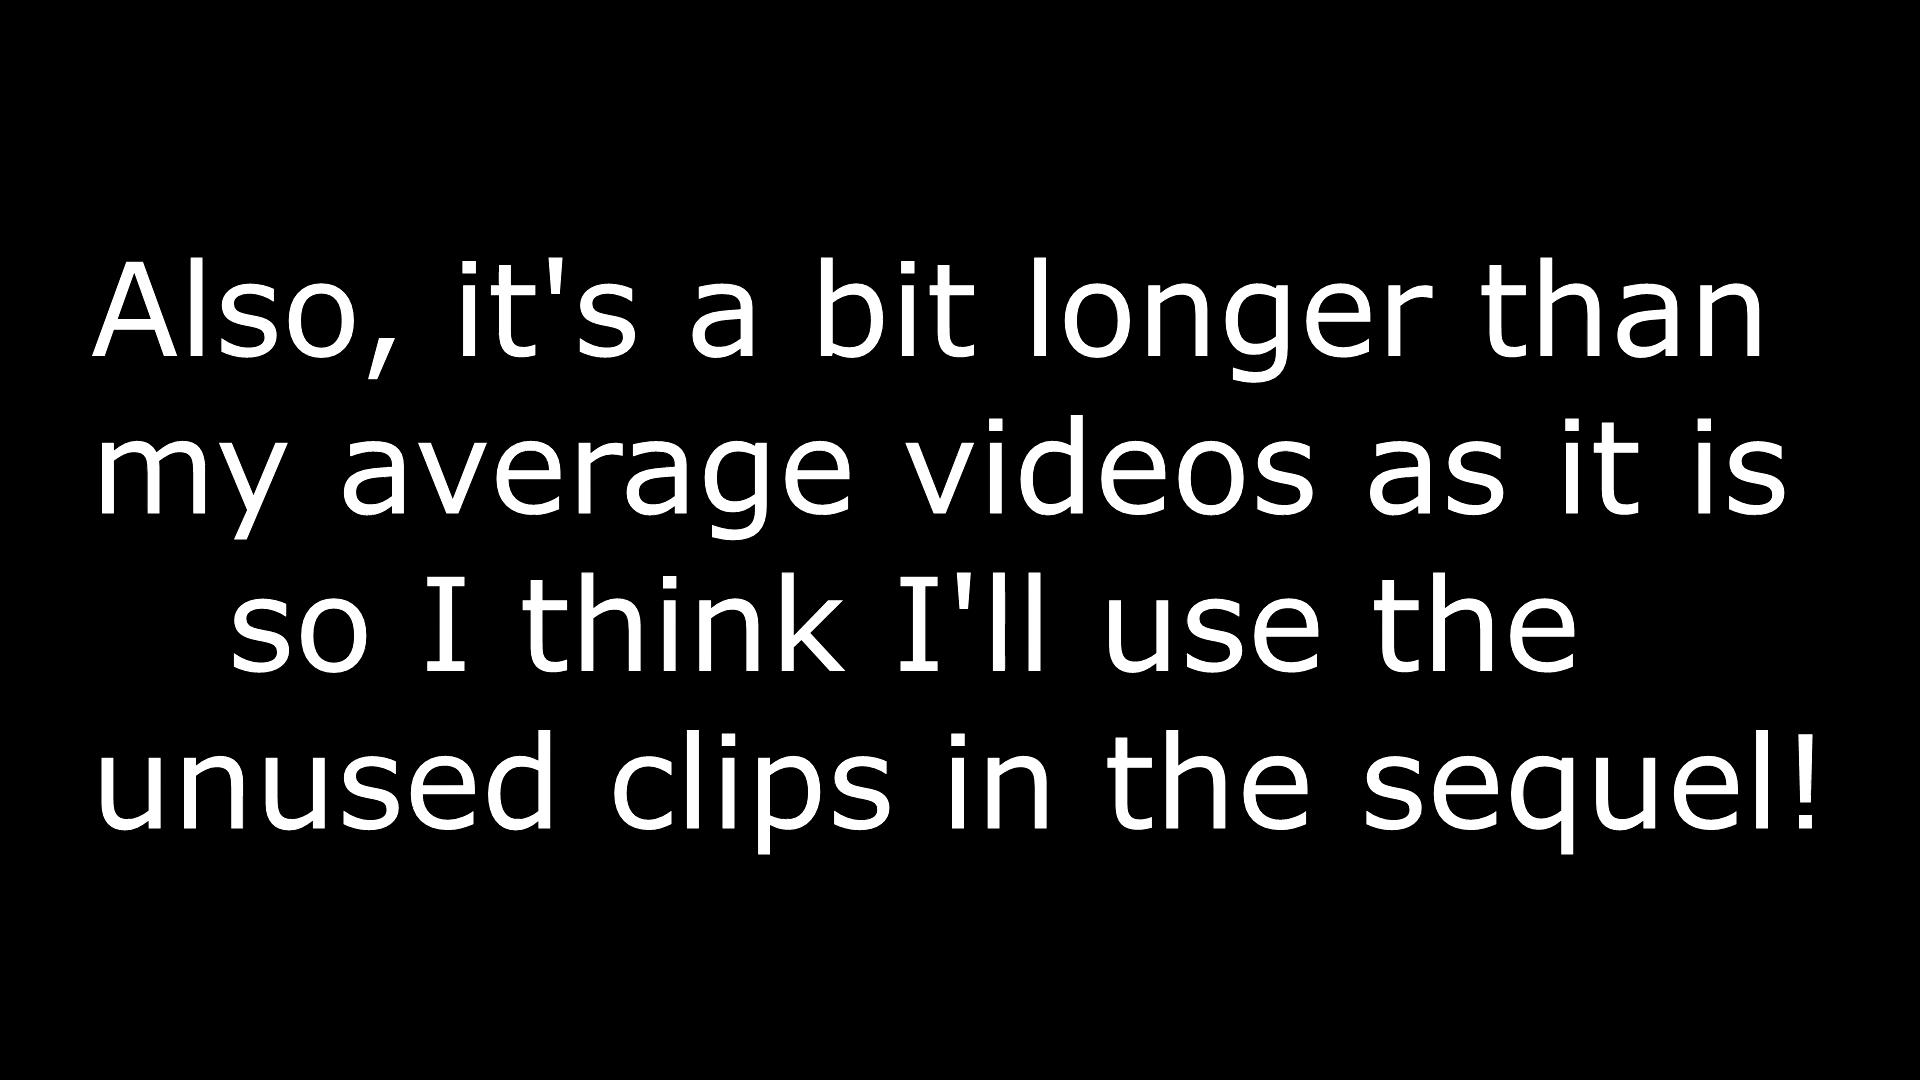 Also, it's a bit longer than
my average videos as it is
so I think I'll use the
unused clips in the sequel!